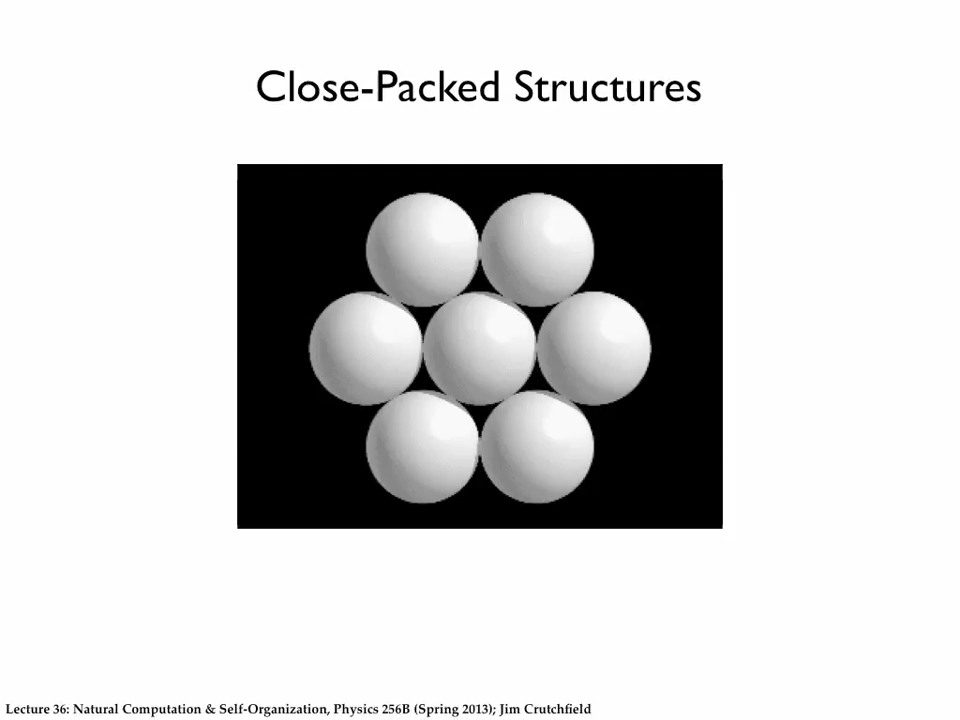 Close-Packed Structures
Lecture 36: Natural Computation & Self-Organization, Physics 256B (Spring 2013); Jim Crutchfield